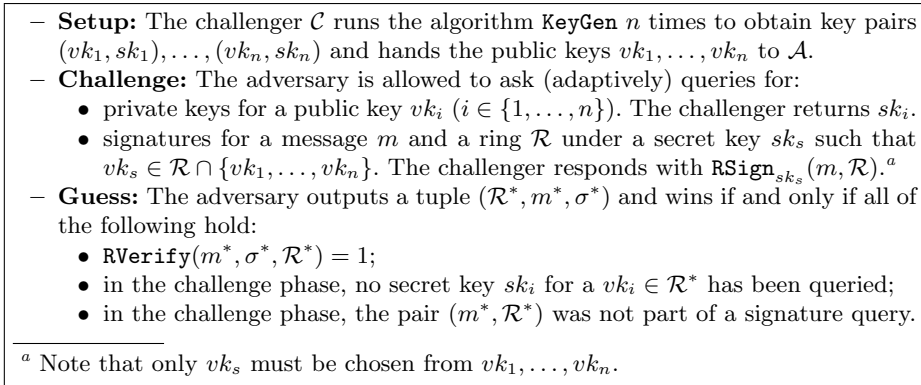 – Setup: The challenger 𝒞 runs the algorithm KeyGen n times to obtain key pairs
(vk₁, sk₁), . . . , (vkₙ, skₙ) and hands the public keys vk₁, . . . , vkₙ to 𝒜.
– Challenge: The adversary is allowed to ask (adaptively) queries for:
• private keys for a public key vkᵢ (i ∈ {1, . . . , n}). The challenger returns skᵢ.
• signatures for a message m and a ring ℛ under a secret key skₛ such that
vkₛ ∈ ℛ ∩ {vk₁, . . . , vkₙ}. The challenger responds with RSign_{skₛ}(m, ℛ).ᵃ
– Guess: The adversary outputs a tuple (ℛ*, m*, σ*) and wins if and only if all of
the following hold:
• RVerify(m*, σ*, ℛ*) = 1;
• in the challenge phase, no secret key skᵢ for a vkᵢ ∈ ℛ* has been queried;
• in the challenge phase, the pair (m*, ℛ*) was not part of a signature query.
ᵃ Note that only vkₛ must be chosen from vk₁, . . . , vkₙ.